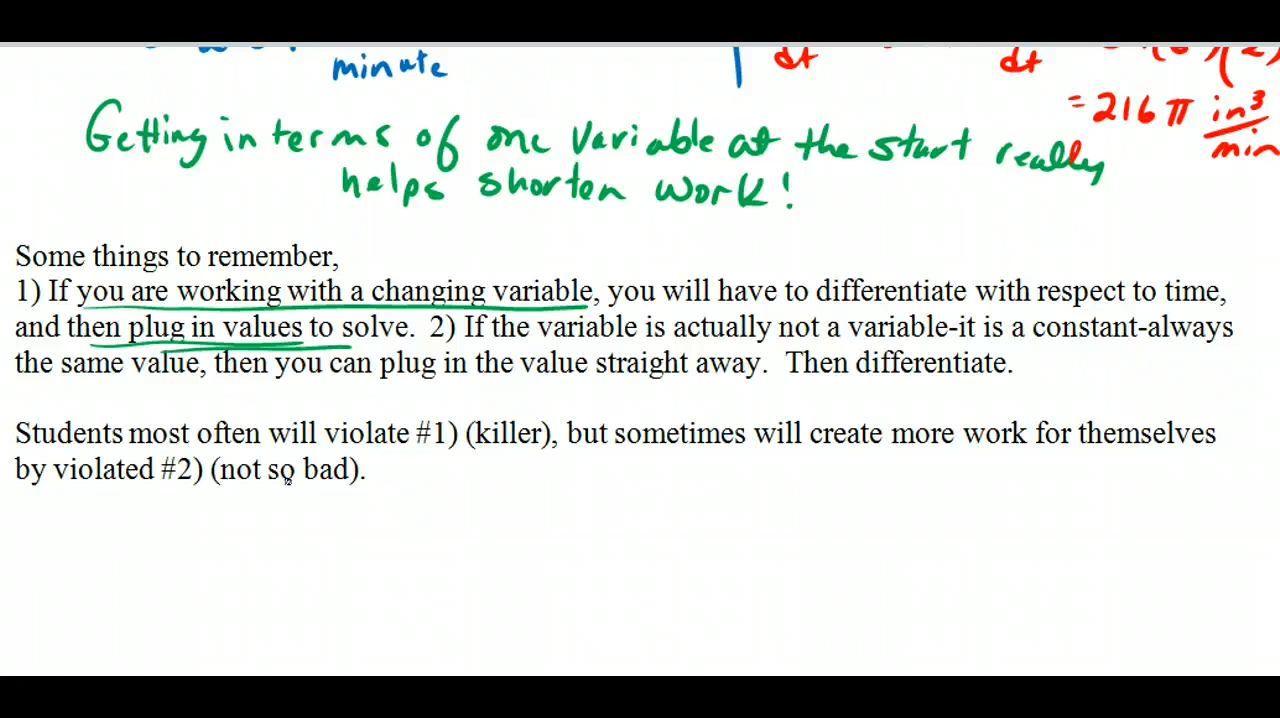 minute
dt
dt
= 216 π in³/min
Getting in terms of one variable at the start really
helps shorten work!
Some things to remember,
1) If you are working with a changing variable, you will have to differentiate with respect to time,
and then plug in values to solve. 2) If the variable is actually not a variable-it is a constant-always
the same value, then you can plug in the value straight away. Then differentiate.
Students most often will violate #1) (killer), but sometimes will create more work for themselves
by violated #2) (not so bad).